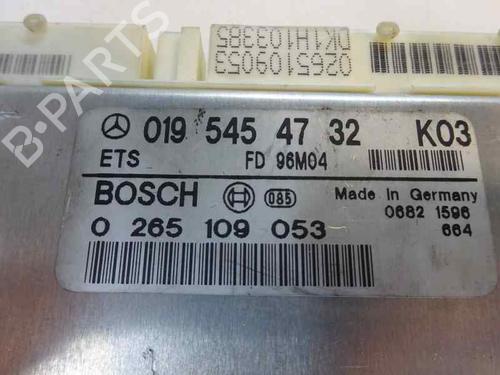 DK1H103385
0265109053
019 545 47 32 K03
ETS FD 96M04
BOSCH 085 Made in Germany
0682 1596
0 265 109 053 664
B-PARTS